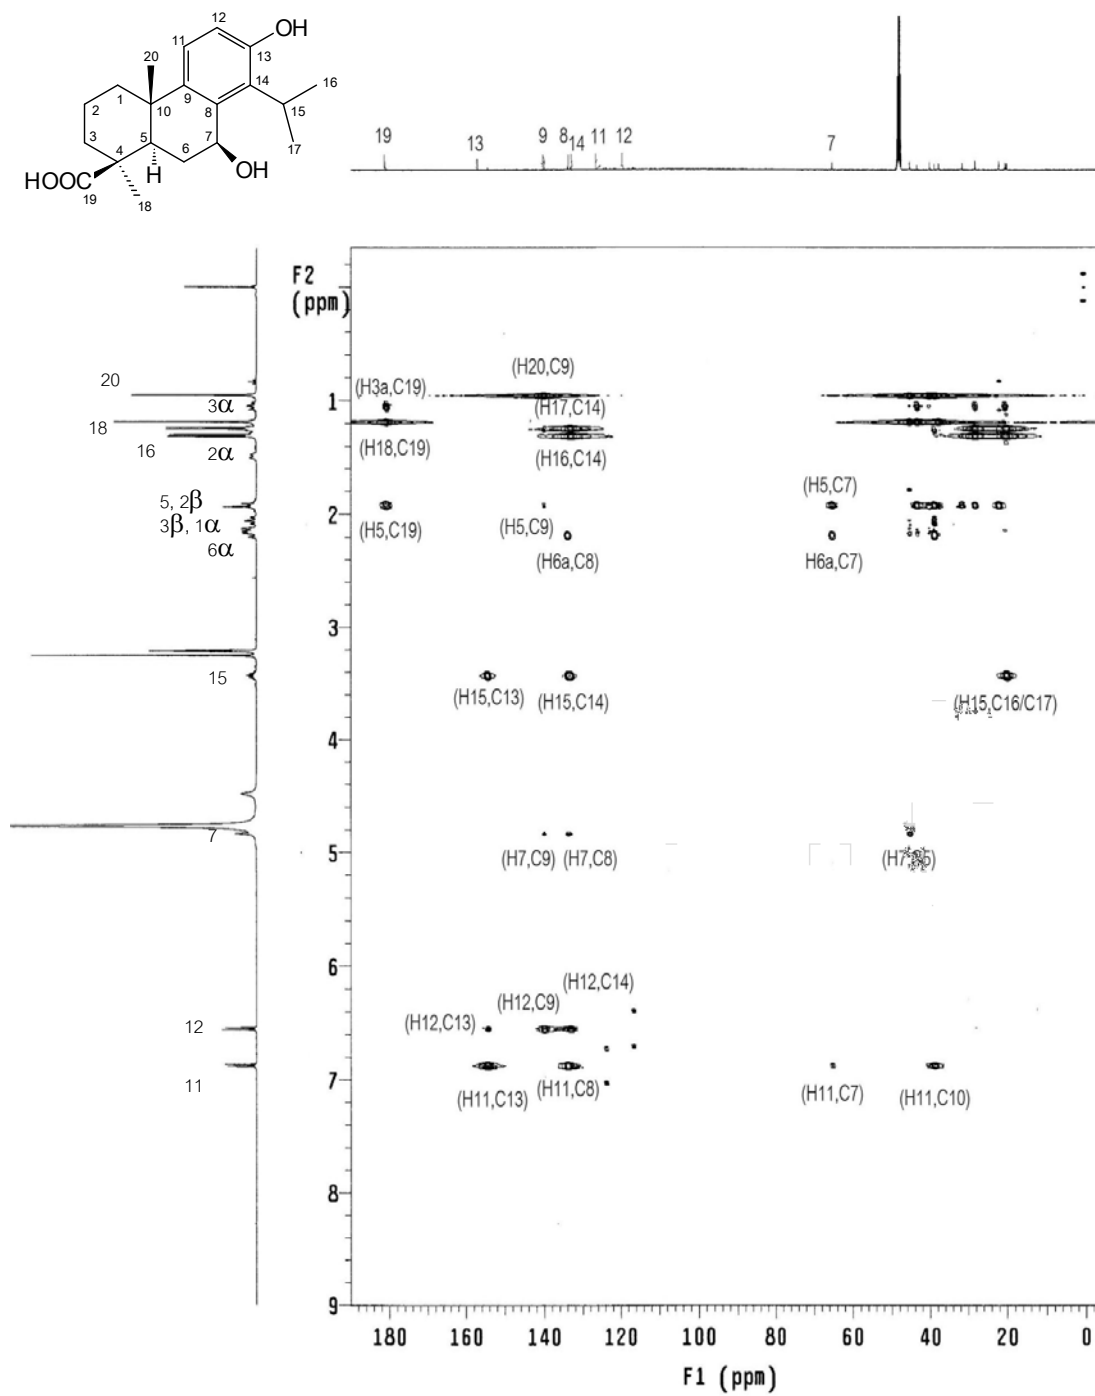 12
OH
11
20
13
16
14
1
9
2
10
8
15
3
5
7
4
6
17
H
OH
HOOC
19
18
19
13
9
8
14
11
12
7
F2
(ppm)
20
3α
18
16
2α
5, 2β
3β, 1α
6α
15
7
12
11
(H20,C9)
(H3a,C19)
(H17,C14)
(H18,C19)
(H16,C14)
(H5,C7)
(H5,C19)
(H5,C9)
(H6a,C8)
H6a,C7)
(H15,C13)
(H15,C14)
(H15,C16/C17)
(H7,C9)
(H7,C8)
(H12,C14)
(H12,C9)
(H12,C13)
(H11,C13)
(H11,C8)
(H11,C7)
(H11,C10)
1
2
3
4
5
6
7
8
9
180 160 140 120 100 80 60 40 20 0
F1 (ppm)